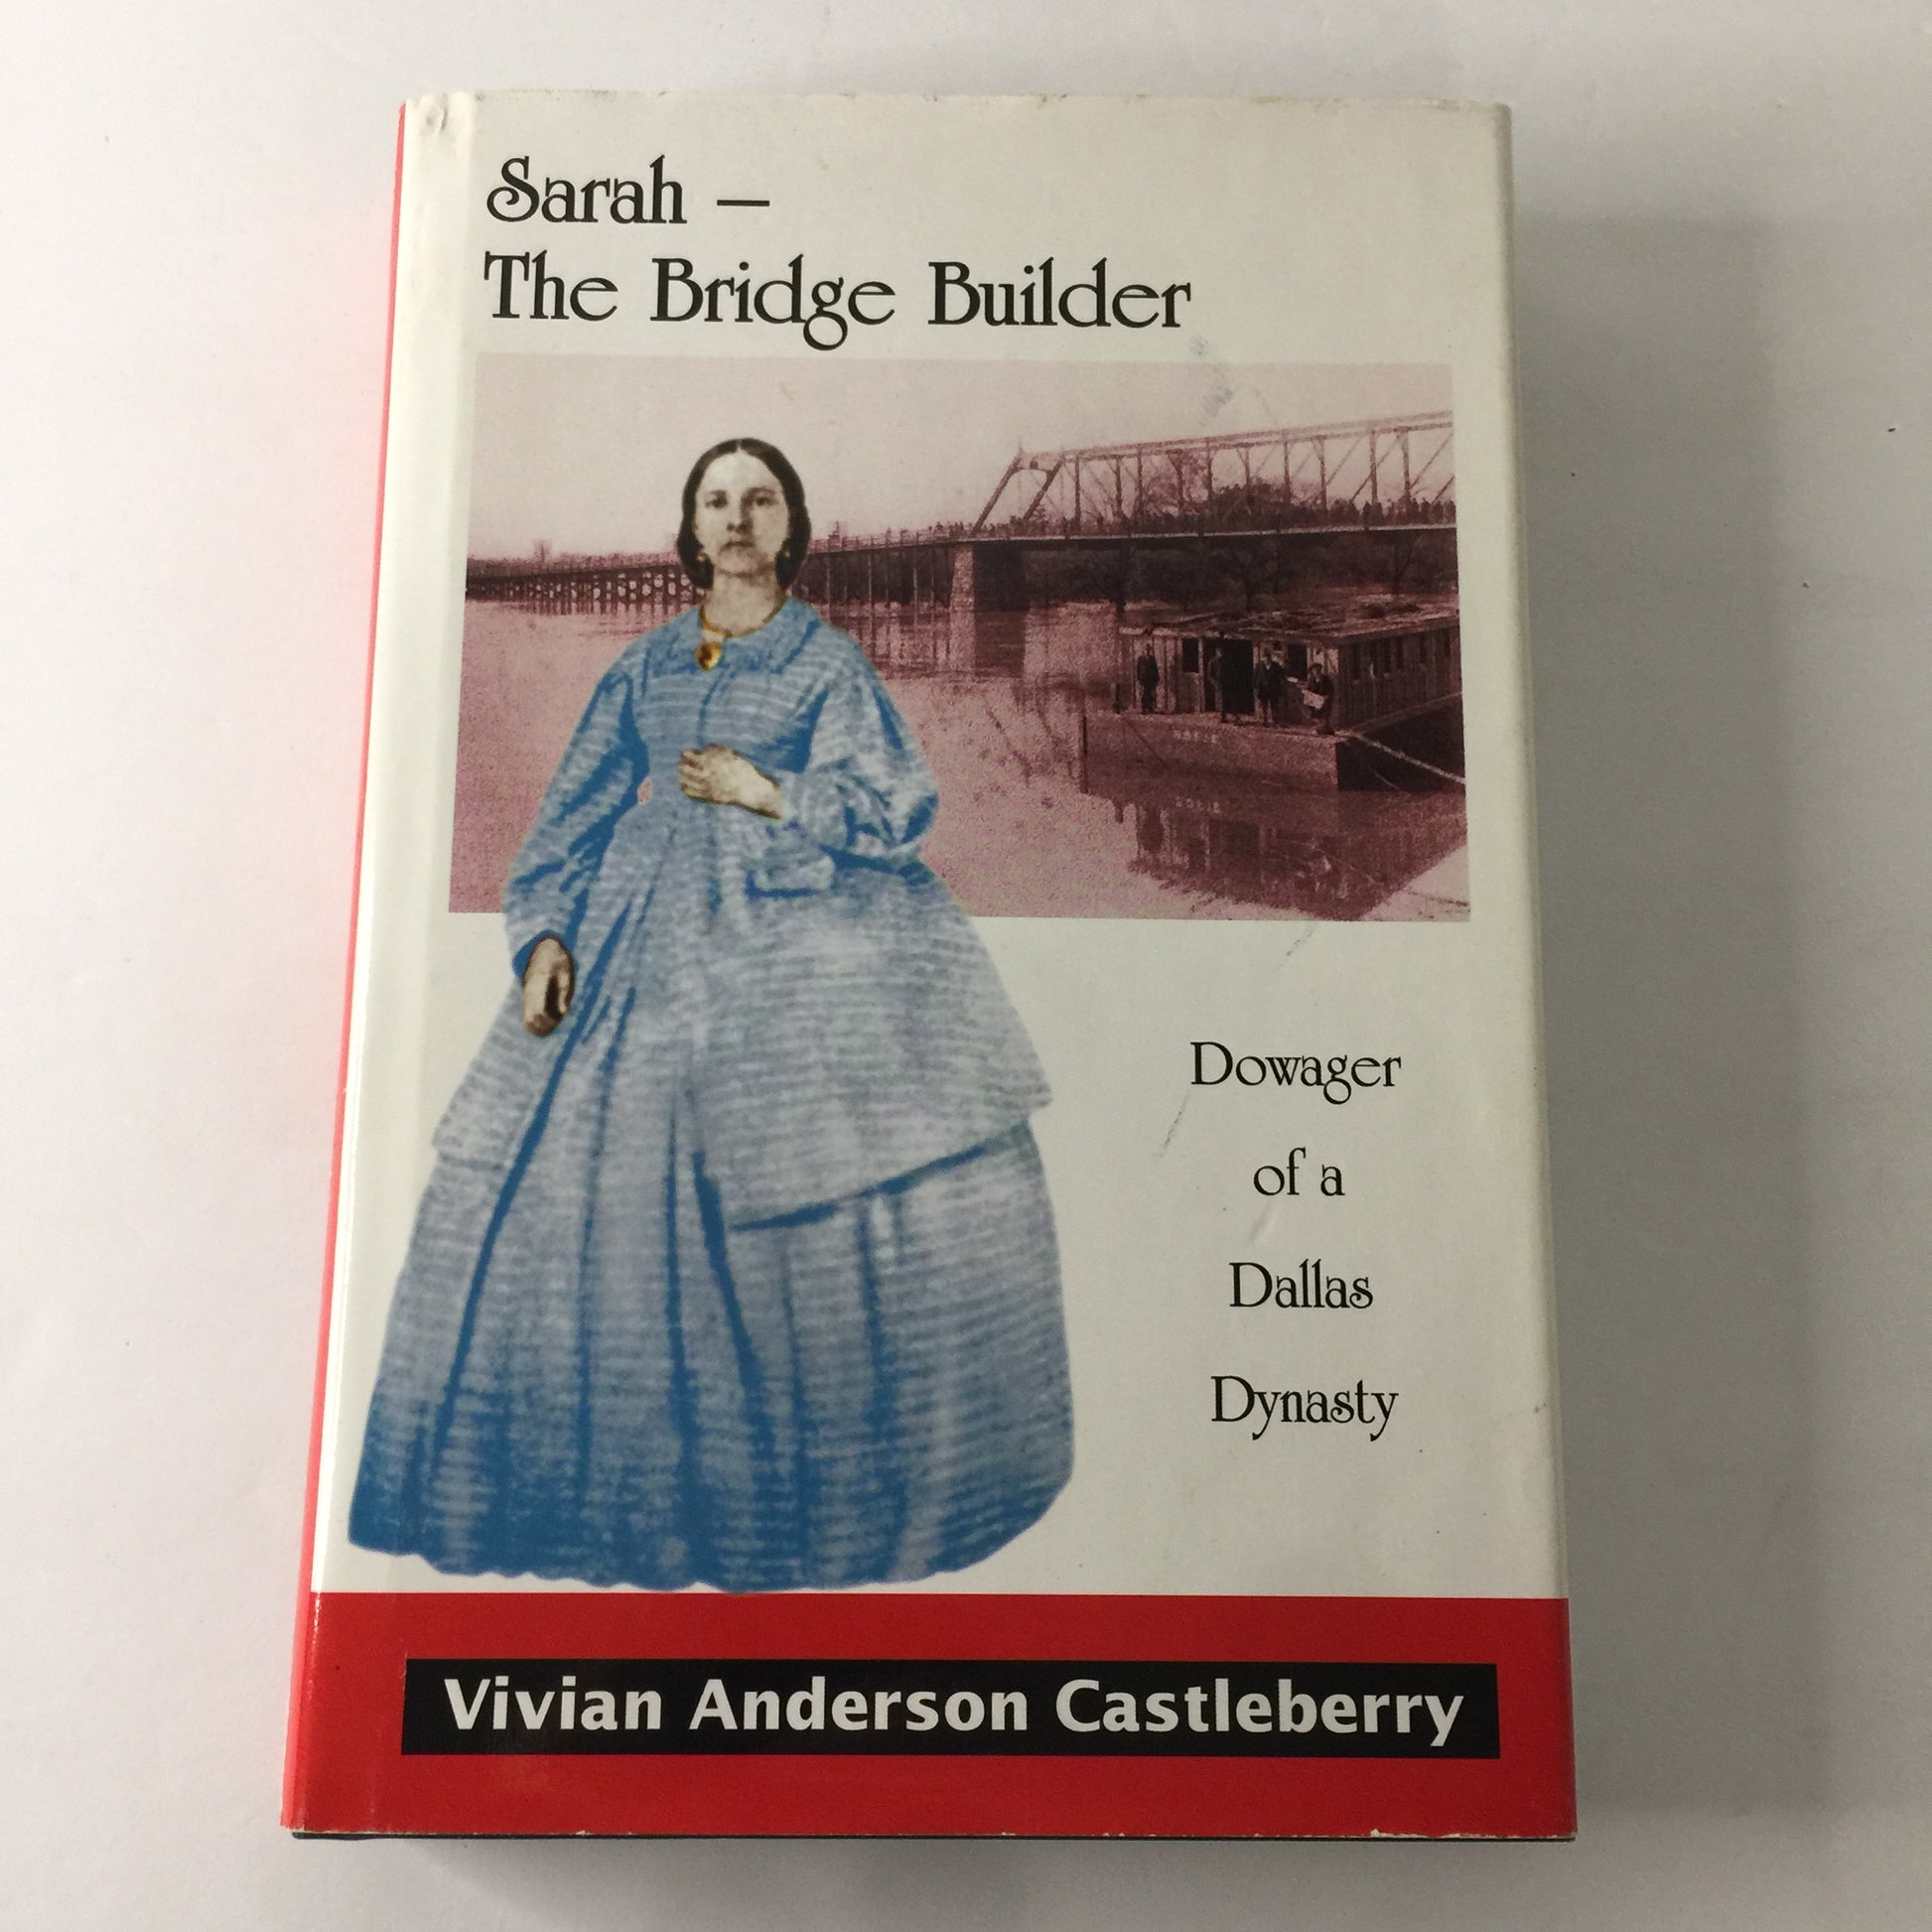 Sarah –
The Bridge Builder
Dowager
of a
Dallas
Dynasty
Vivian Anderson Castleberry